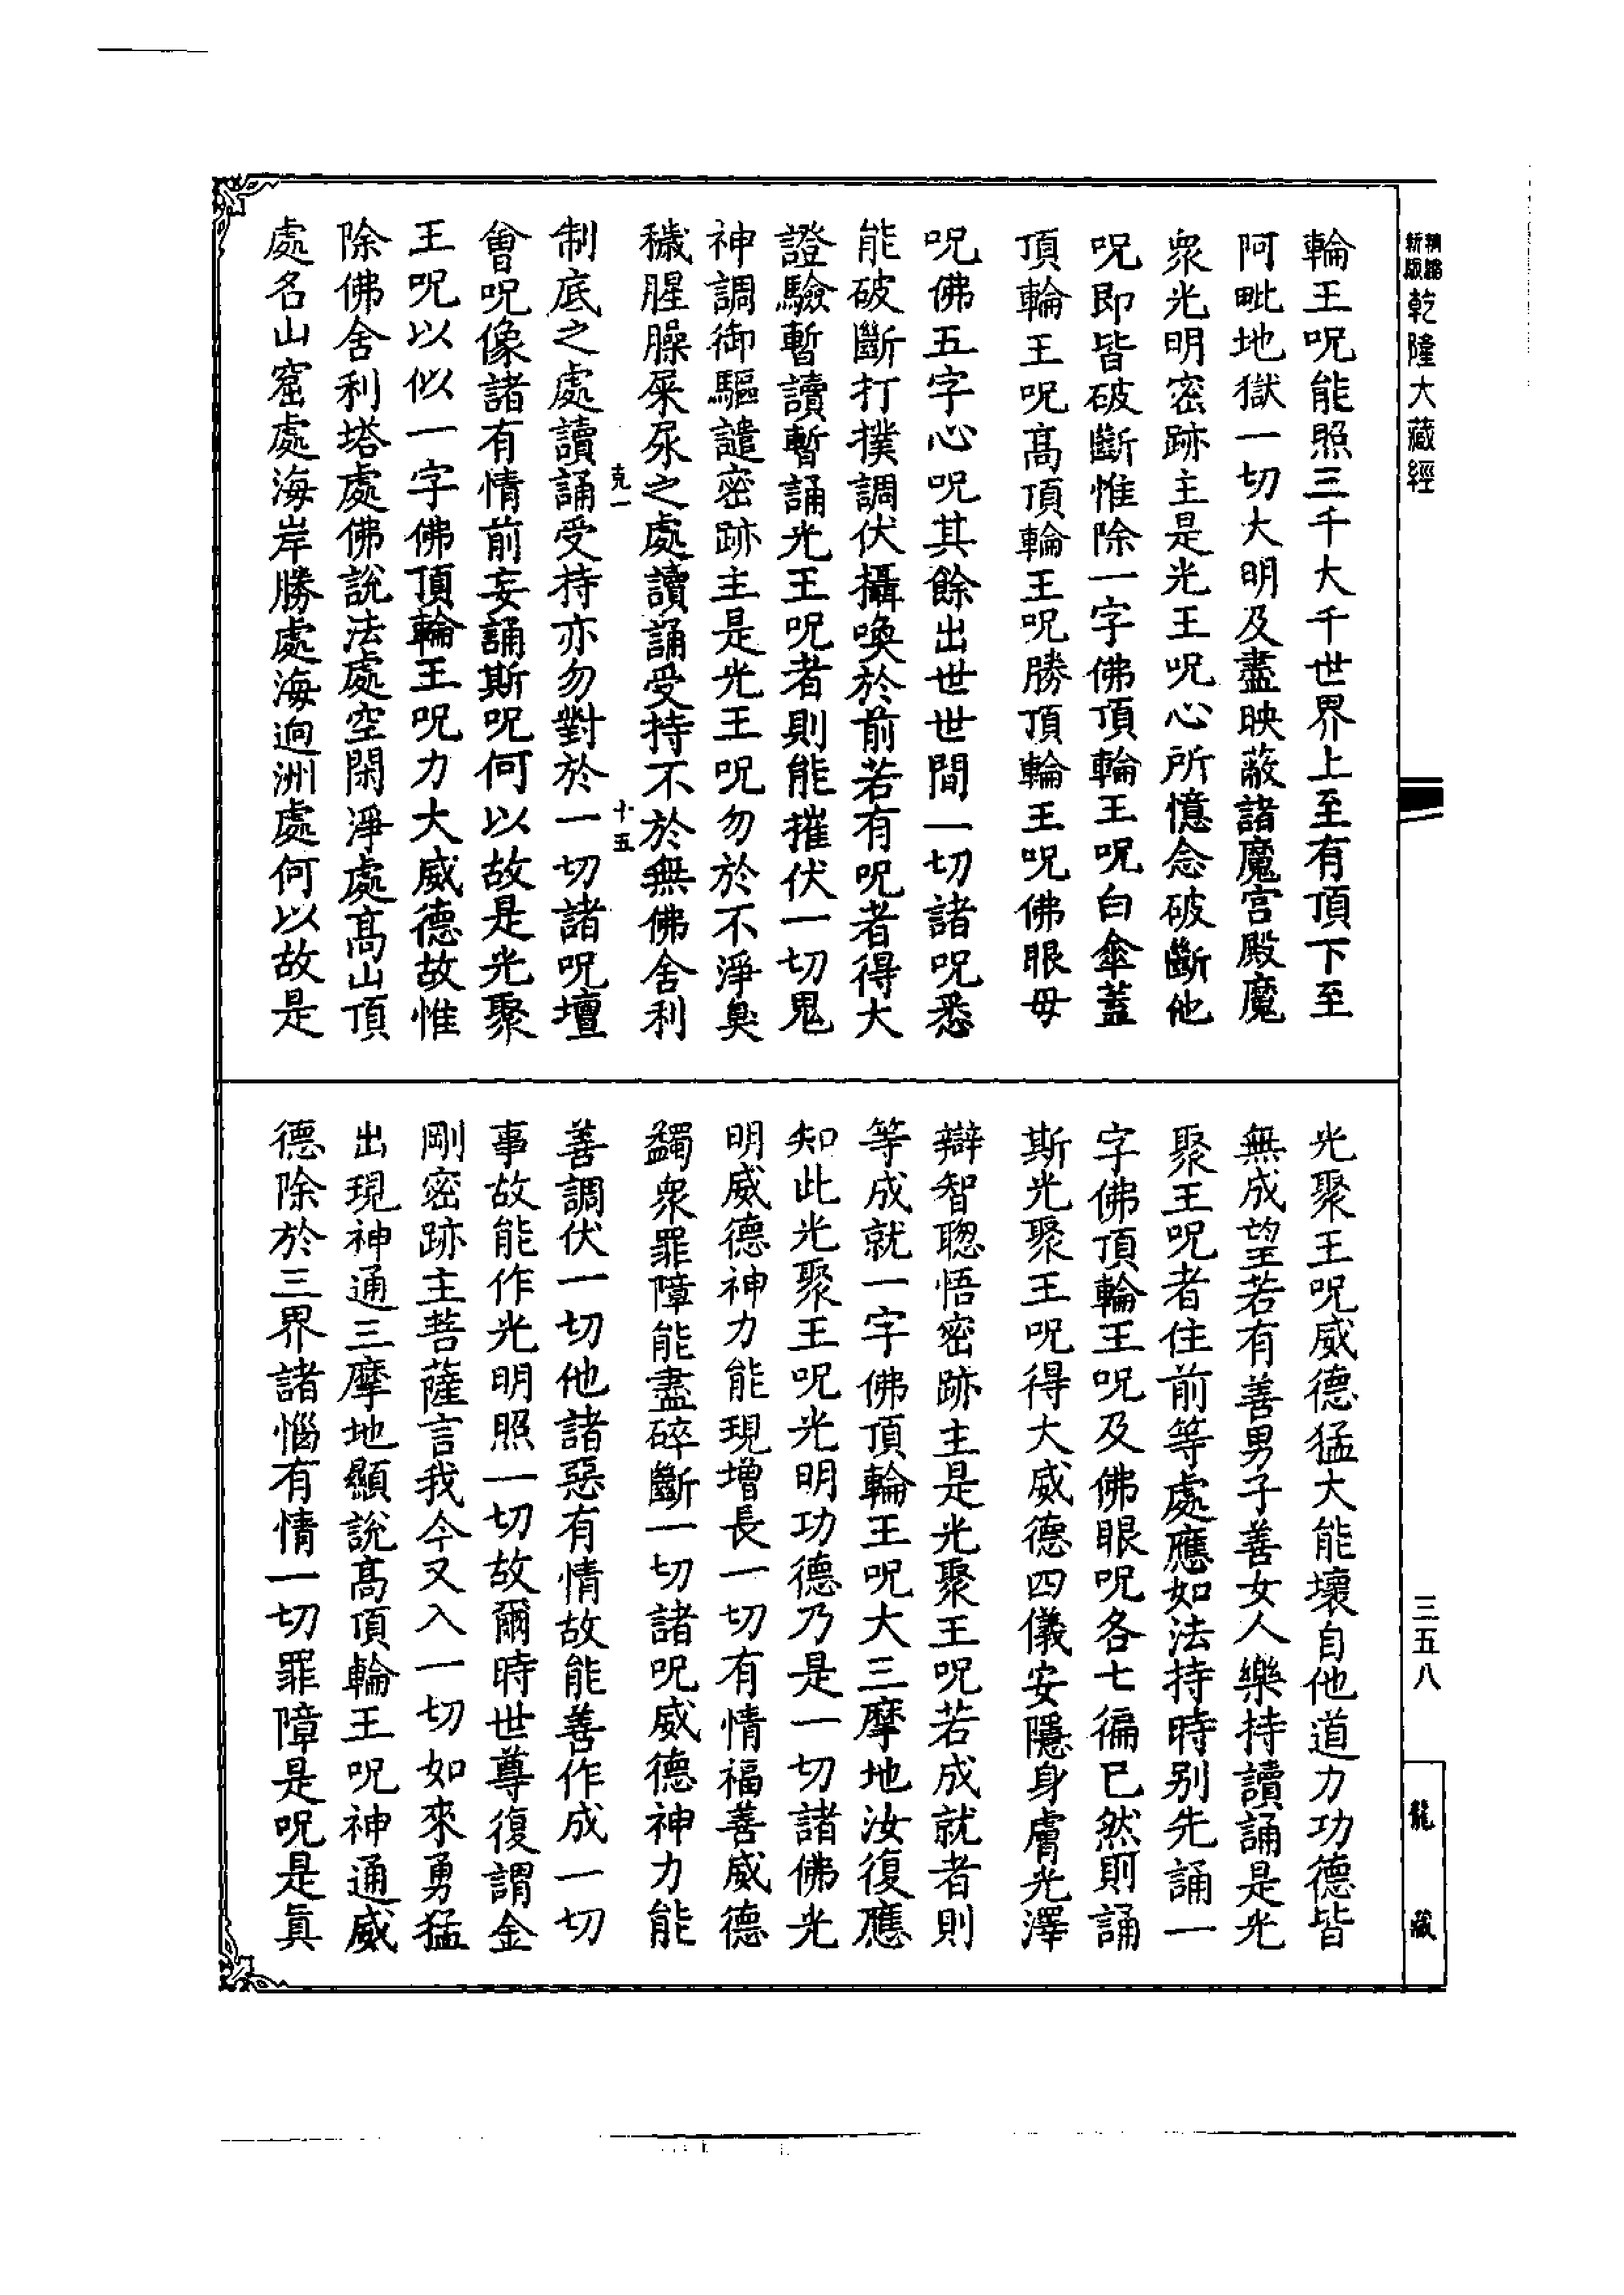 精縮新版 乾隆大藏經
三五八
龍藏
輪王呪能照三千大千世界上至有頂下至
阿毗地獄一切大明及盡映蔽諸魔宮殿魔
衆光明密跡主是光王呪心所憶念破斷他
呪即皆破斷惟除一字佛頂輪王呪白傘蓋
頂輪王呪高頂輪王呪勝頂輪王呪佛眼母
呪佛五字心呪其餘出世世間一切諸呪悉
能破斷打撲調伏攝喚於前若有呪者得大
證驗暫讀暫誦光王呪者則能摧伏一切鬼
神調御驅譴密跡主是光王呪勿於不淨臭
穢腥臊屎尿之處讀誦受持不於無佛舍利
克一
十五
制底之處讀誦受持亦勿對於一切諸呪壇
會呪像諸有情前妄誦斯呪何以故是光聚
王呪以似一字佛頂輪王呪力大威德故惟
除佛舍利塔處佛說法處空閑淨處高山頂
處名山窟處海岸勝處海迥洲處何以故是
光聚王呪威德猛大能壞自他道力功德皆
無成望若有善男子善女人樂持讀誦是光
聚王呪者住前等處應如法持時别先誦一
字佛頂輪王呪及佛眼呪各七徧已然則誦
斯光聚王呪得大威德四儀安隱身膚光澤
辯智聰悟密跡主是光聚王呪若成就者則
等成就一字佛頂輪王呪大三摩地汝復應
知此光聚王呪光明功德乃是一切諸佛光
明威德神力能現增長一切有情福善威德
蠲衆罪障能盡碎斷一切諸呪威德神力能
善調伏一切他諸惡有情故能善作成一切
事故能作光明照一切故爾時世尊復謂金
剛密跡主菩薩言我今又入一切如來勇猛
出現神通三摩地顯說高頂輪王呪神通威
德除於三界諸惱有情一切罪障是呪是眞